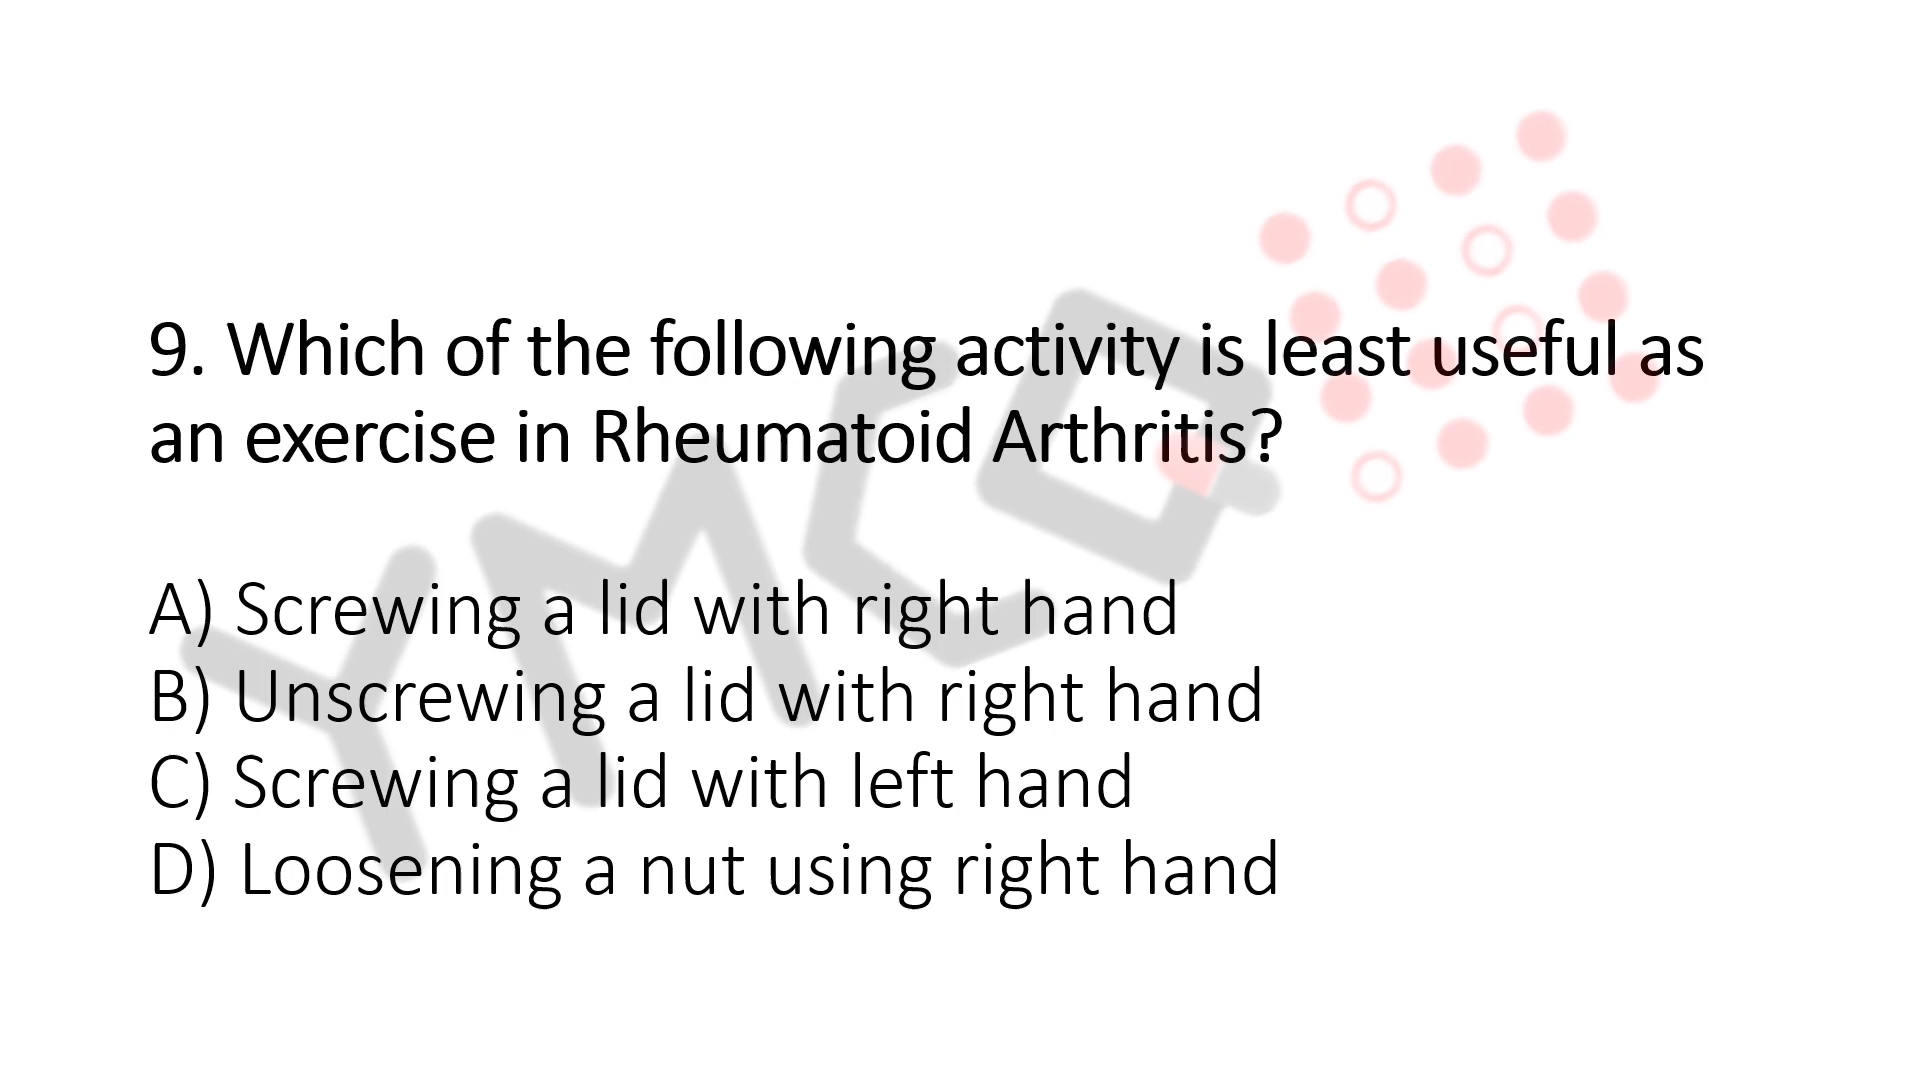 9. Which of the following activity is least useful as
an exercise in Rheumatoid Arthritis?
A) Screwing a lid with right hand
B) Unscrewing a lid with right hand
C) Screwing a lid with left hand
D) Loosening a nut using right hand
YMCQ